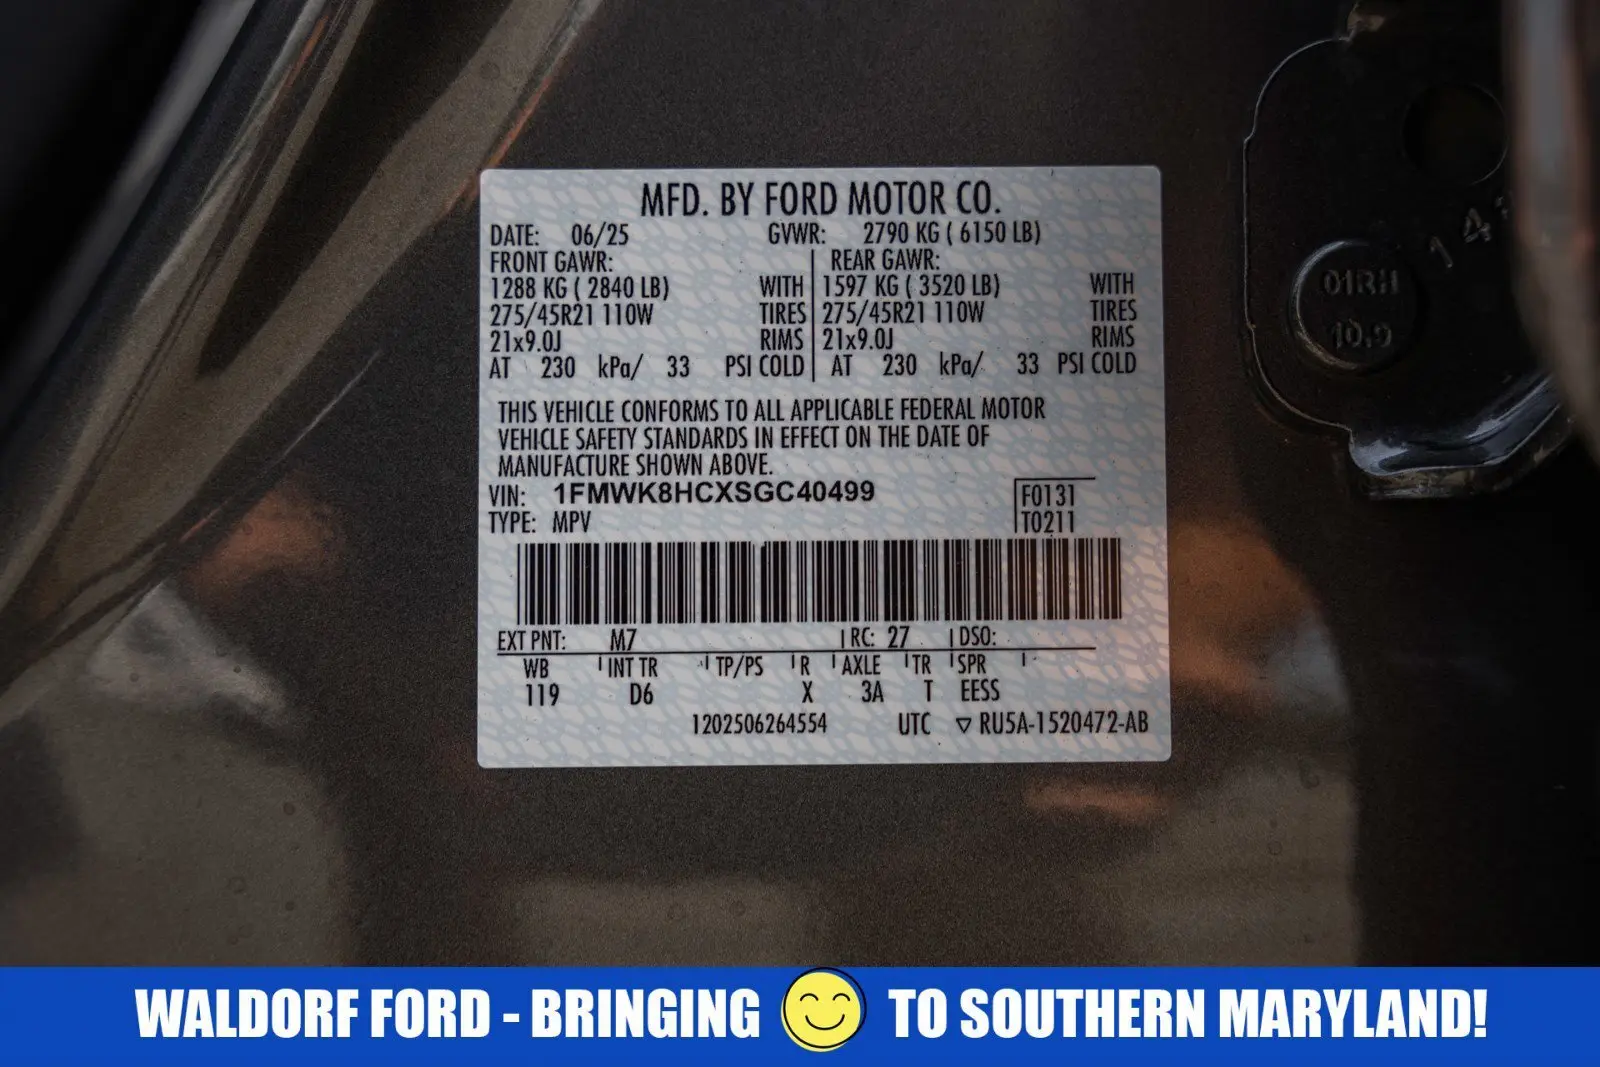 MFD. BY FORD MOTOR CO.
DATE: 06/25 GVWR: 2790 KG ( 6150 LB)
FRONT GAWR: REAR GAWR:
1288 KG ( 2840 LB) WITH 1597 KG ( 3520 LB) WITH
275/45R21 110W TIRES 275/45R21 110W TIRES
21x9.0J RIMS 21x9.0J RIMS
AT 230 kPa/ 33 PSI COLD AT 230 kPa/ 33 PSI COLD
THIS VEHICLE CONFORMS TO ALL APPLICABLE FEDERAL MOTOR
VEHICLE SAFETY STANDARDS IN EFFECT ON THE DATE OF
MANUFACTURE SHOWN ABOVE.
VIN: 1FMWK8HCXSGC40499 F0131
TYPE: MPV T0211
EXT PNT: M7 RC: 27 DSO:
WB INT TR TP/PS R AXLE TR SPR
119 D6 X 3A T EESS
1202506264554 UTC ▽ RU5A-1520472-AB
01RH
10.9
WALDORF FORD - BRINGING 😊 TO SOUTHERN MARYLAND!